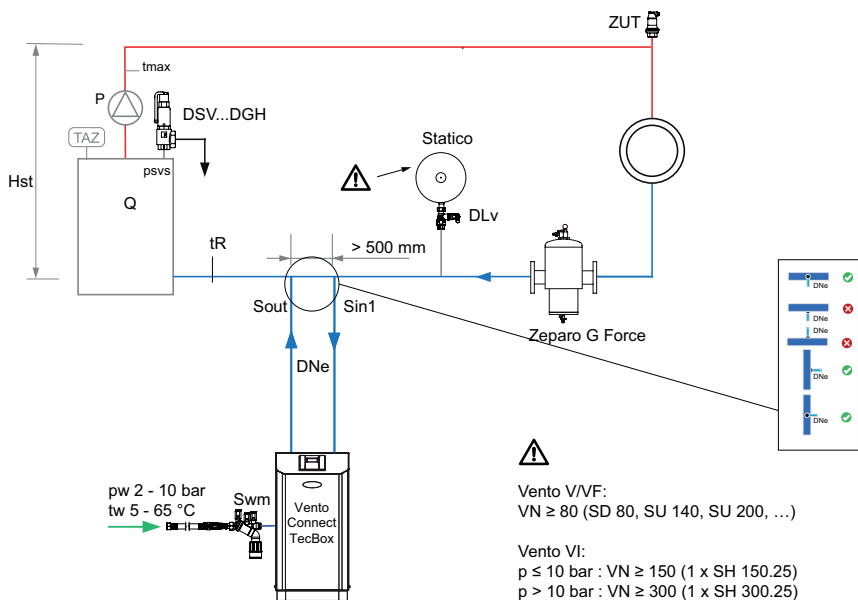 ZUT
tmax
P
DSV...DGH
TAZ
Statico
psvs
Hst
Q
DLv
tR
> 500 mm
Sout
Sin1
Zeparo G Force
DNe
DNe
DNe
DNe
DNe
DNe
pw 2 - 10 bar
tw 5 - 65 °C
Swm
Vento
Connect
TecBox
Vento V/VF:
VN ≥ 80 (SD 80, SU 140, SU 200, …)
Vento VI:
p ≤ 10 bar : VN ≥ 150 (1 x SH 150.25)
p > 10 bar : VN ≥ 300 (1 x SH 300.25)